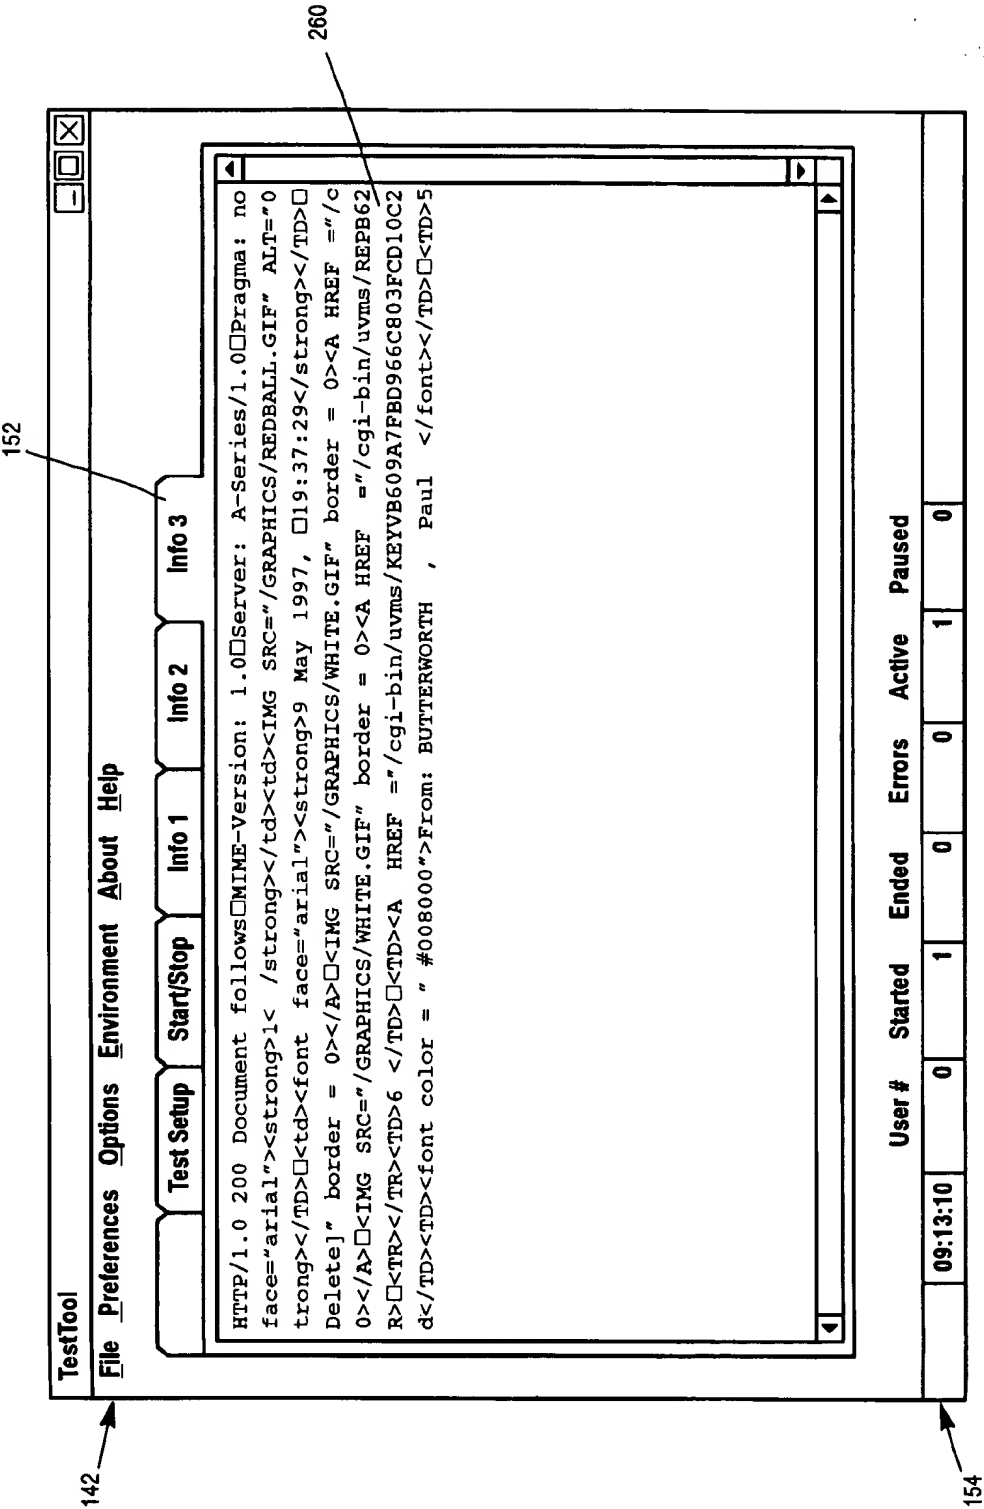 152
260
TestTool
142
File Preferences Options Environment About Help
Test Setup Start/Stop Info 1 Info 2 Info 3
HTTP/1.0 200 Document follows□MIME-Version: 1.0□Server: A-Series/1.0□Pragma: no
face="arial"><strong>1< /strong></td><td><IMG SRC="/GRAPHICS/REDBALL.GIF" ALT="0
trong></TD>□<td><font face="arial"><strong>9 May 1997, □19:37:29</strong></TD>□
Delete]" border = 0></A>□<IMG SRC="/GRAPHICS/WHITE.GIF" border = 0><A HREF ="/c
0></A>□<IMG SRC="/GRAPHICS/WHITE.GIF" border = 0><A HREF ="/cgi-bin/uvms/REPB62
R>□<TR></TR><TD>6 </TD>□<TD><A HREF ="/cgi-bin/uvms/KEYVB609A7FBD966C803FCD10C2
d</TD><TD><font color = " #008000">From: BUTTERWORTH , Paul </font></TD>□<TD>5
User # Started Ended Errors Active Paused
09:13:10 0 1 0 0 1 0
154